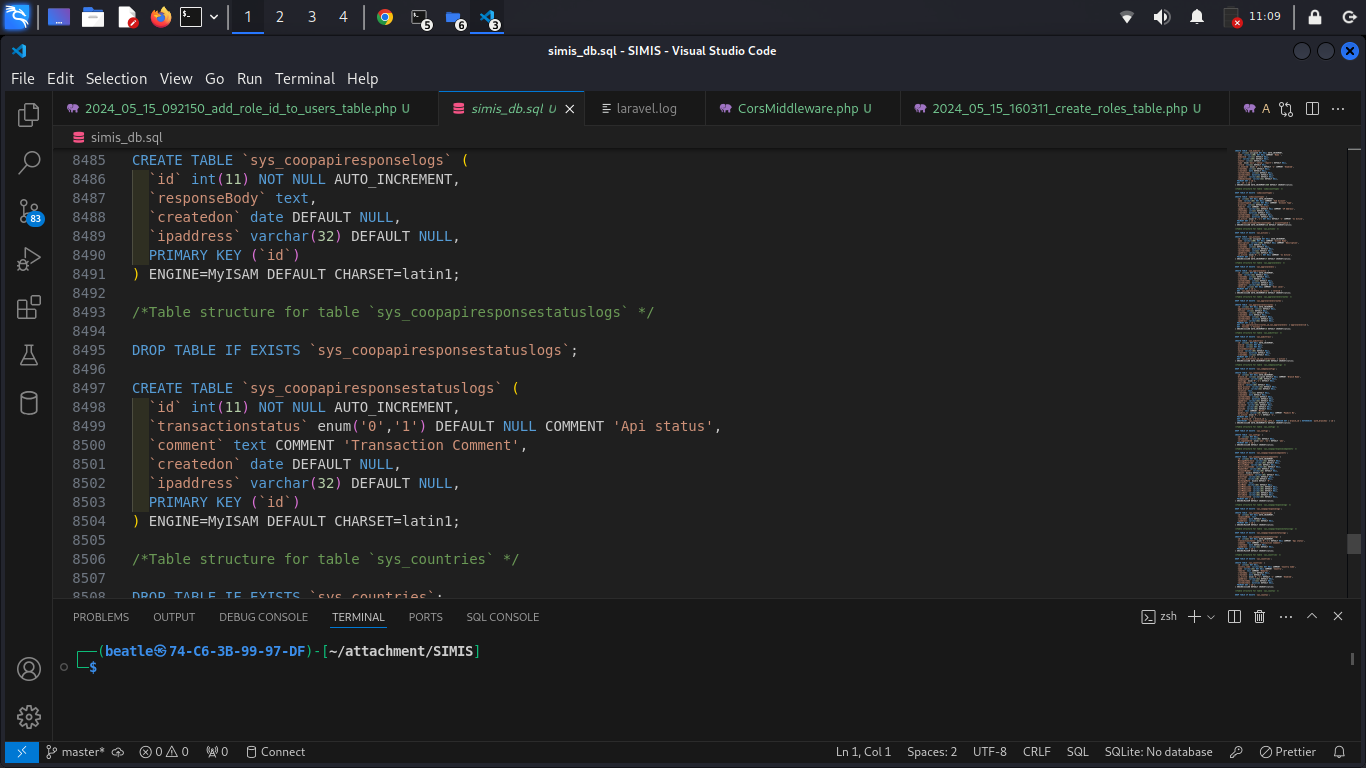 1 2 3 4 5 6 3 11:09
simis_db.sql - SIMIS - Visual Studio Code
File Edit Selection View Go Run Terminal Help
2024_05_15_092150_add_role_id_to_users_table.php U simis_db.sql U laravel.log CorsMiddleware.php U 2024_05_15_160311_create_roles_table.php U A
simis_db.sql
8485 CREATE TABLE `sys_coopapiresponselogs` (
8486 `id` int(11) NOT NULL AUTO_INCREMENT,
8487 `responseBody` text,
8488 `createdon` date DEFAULT NULL,
8489 `ipaddress` varchar(32) DEFAULT NULL,
8490 PRIMARY KEY (`id`)
8491 ) ENGINE=MyISAM DEFAULT CHARSET=latin1;
8492
8493 /*Table structure for table `sys_coopapiresponsestatuslogs` */
8494
8495 DROP TABLE IF EXISTS `sys_coopapiresponsestatuslogs`;
8496
8497 CREATE TABLE `sys_coopapiresponsestatuslogs` (
8498 `id` int(11) NOT NULL AUTO_INCREMENT,
8499 `transactionstatus` enum('0','1') DEFAULT NULL COMMENT 'Api status',
8500 `comment` text COMMENT 'Transaction Comment',
8501 `createdon` date DEFAULT NULL,
8502 `ipaddress` varchar(32) DEFAULT NULL,
8503 PRIMARY KEY (`id`)
8504 ) ENGINE=MyISAM DEFAULT CHARSET=latin1;
8505
8506 /*Table structure for table `sys_countries` */
8507
8508 DROP TABLE IF EXISTS `sys_countries`;
83
PROBLEMS OUTPUT DEBUG CONSOLE TERMINAL PORTS SQL CONSOLE zsh
(beatle㉿74-C6-3B-99-97-DF)-[~/attachment/SIMIS]
$
master* 0 0 0 Connect Ln 1, Col 1 Spaces: 2 UTF-8 CRLF SQL SQLite: No database Prettier